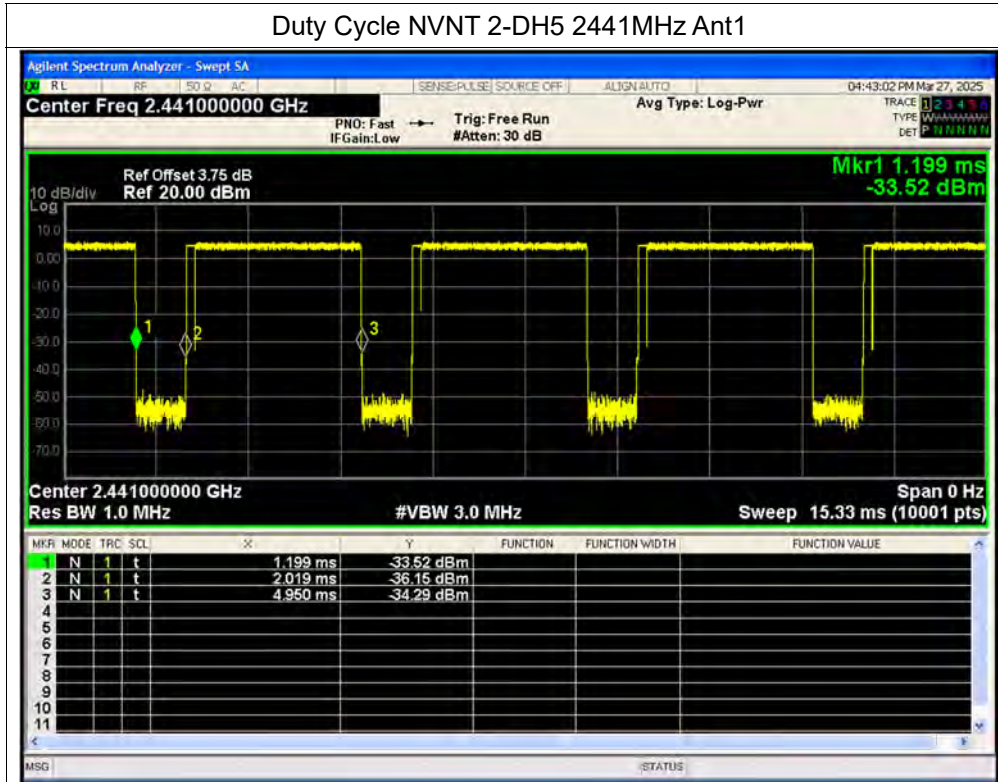 Duty Cycle NVNT 2-DH5 2441MHz Ant1
Agilent Spectrum Analyzer - Swept SA
RL RF 50 Ω AC SENSE:PULSE SOURCE OFF ALIGN AUTO 04:43:02 PM Mar 27, 2025
Center Freq 2.441000000 GHz Avg Type: Log-Pwr TRACE 1 2 3 4 5 6
PNO: Fast Trig: Free Run TYPE
IFGain:Low #Atten: 30 dB DET P N N N N N
Mkr1 1.199 ms
Ref Offset 3.75 dB
10 dB/div Ref 20.00 dBm -33.52 dBm
Log
10.0
0.00
-10.0
-20.0
1 2 3
-30.0
-40.0
-50.0
-60.0
-70.0
Center 2.441000000 GHz Span 0 Hz
Res BW 1.0 MHz #VBW 3.0 MHz Sweep 15.33 ms (10001 pts)
MKR MODE TRC SCL X Y FUNCTION FUNCTION WIDTH FUNCTION VALUE
1 N 1 t 1.199 ms -33.52 dBm
2 N 1 t 2.019 ms -36.15 dBm
3 N 1 t 4.950 ms -34.29 dBm
4
5
6
7
8
9
10
11
MSG STATUS